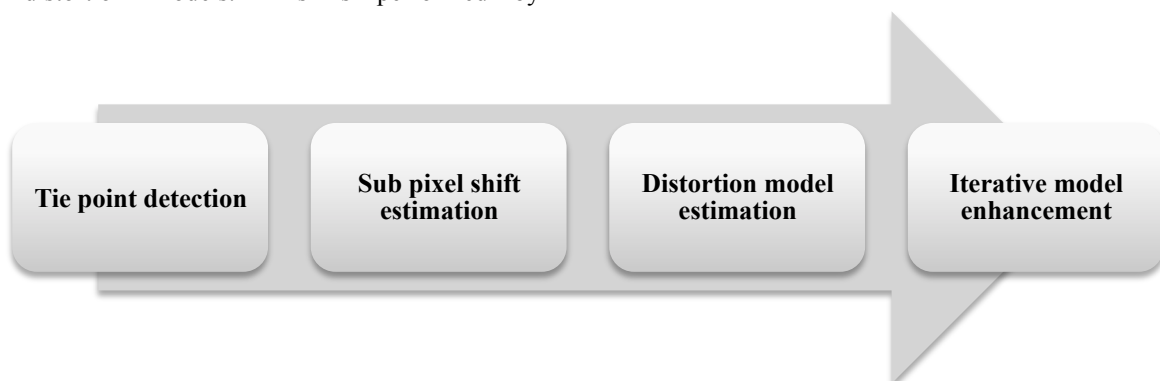 Tie point detection
Sub pixel shift
estimation
Distortion model
estimation
Iterative model
enhancement